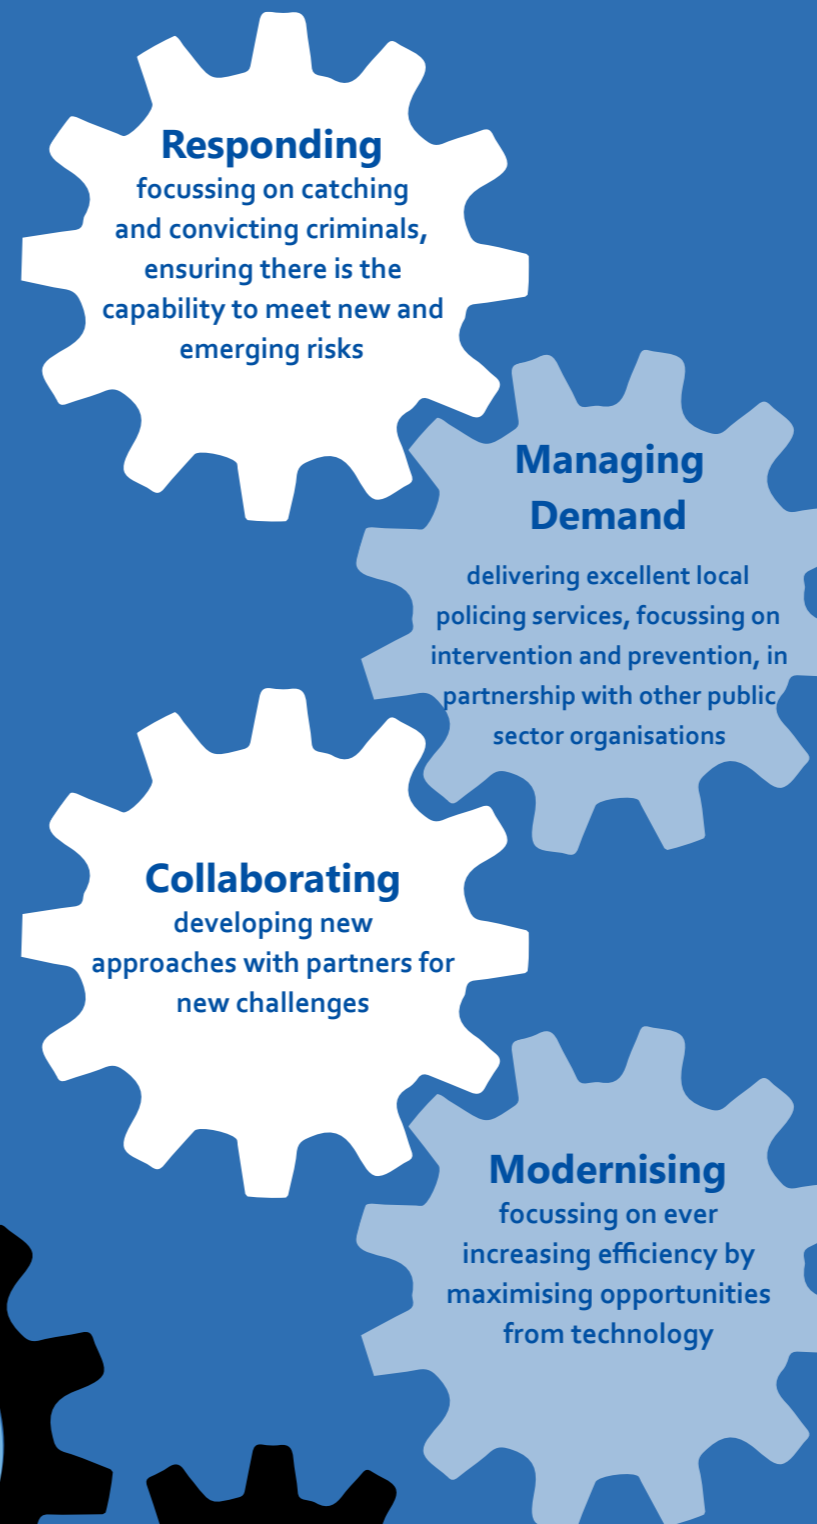 Responding
focussing on catching
and convicting criminals,
ensuring there is the
capability to meet new and
emerging risks
Managing
Demand
delivering excellent local
policing services, focussing on
intervention and prevention, in
partnership with other public
sector organisations
Collaborating
developing new
approaches with partners for
new challenges
Modernising
focussing on ever
increasing efficiency by
maximising opportunities
from technology